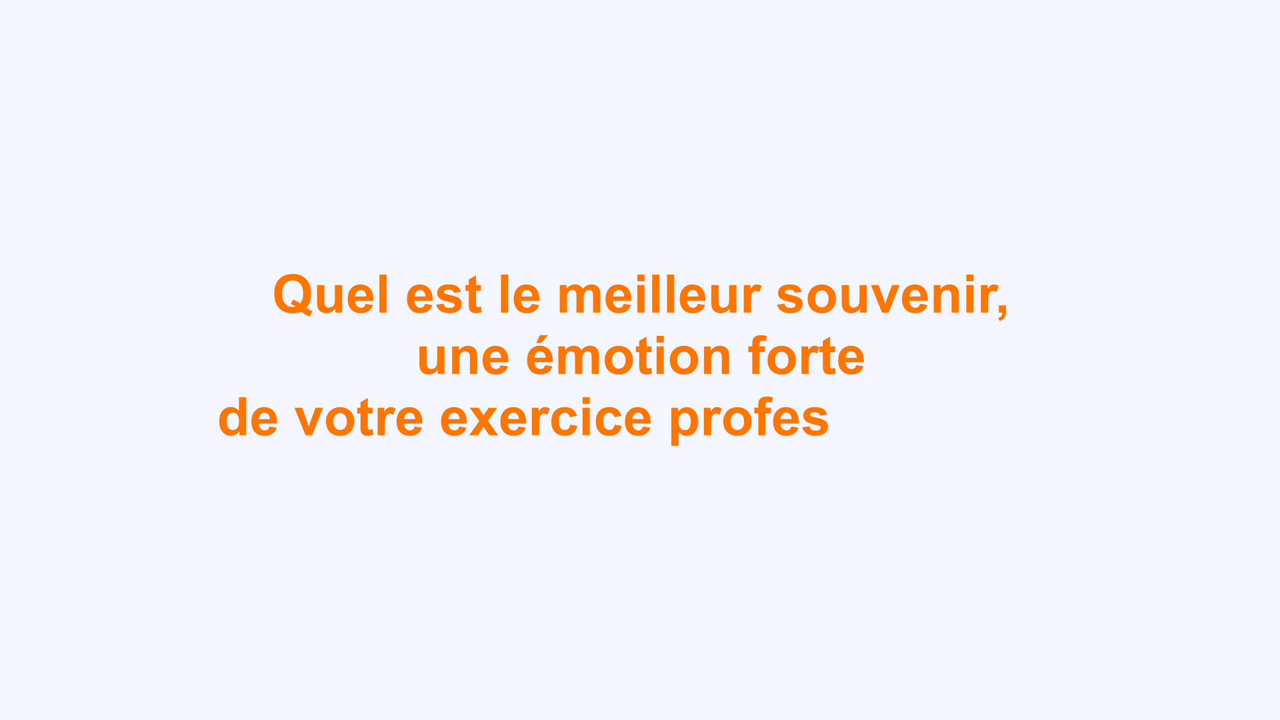 Quel est le meilleur souvenir,
une émotion forte
de votre exercice profes